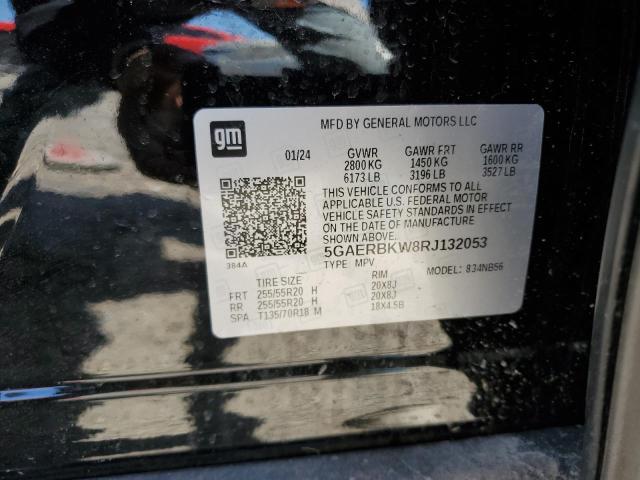 gm
MFD BY GENERAL MOTORS LLC
01/24 GVWR GAWR FRT GAWR RR
2800 KG 1450 KG 1600 KG
6173 LB 3196 LB 3527 LB
THIS VEHICLE CONFORMS TO ALL
APPLICABLE U.S. FEDERAL MOTOR
VEHICLE SAFETY STANDARDS IN EFFECT
ON THE DATE OF MANUFACTURE
SHOWN ABOVE.
5GAERBKW8RJ132053
384A
TYPE MPV MODEL: 834NB56
TIRE SIZE RIM
FRT 255/55R20 H 20X8J
RR 255/55R20 H 20X8J
SPA T135/70R18 M 18X4.5B